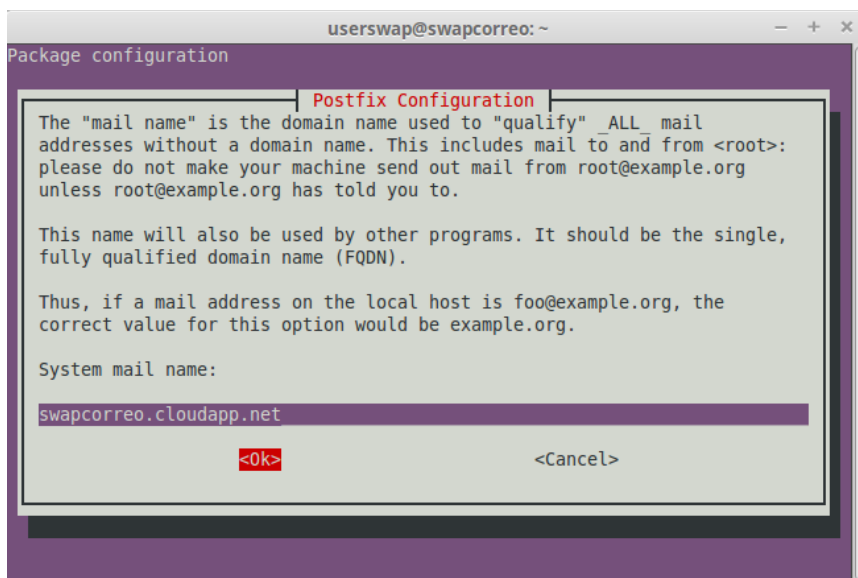 userswap@swapcorreo: ~
Package configuration
Postfix Configuration
The "mail name" is the domain name used to "qualify" _ALL_ mail
addresses without a domain name. This includes mail to and from <root>:
please do not make your machine send out mail from root@example.org
unless root@example.org has told you to.
This name will also be used by other programs. It should be the single,
fully qualified domain name (FQDN).
Thus, if a mail address on the local host is foo@example.org, the
correct value for this option would be example.org.
System mail name:
swapcorreo.cloudapp.net
<Ok> <Cancel>